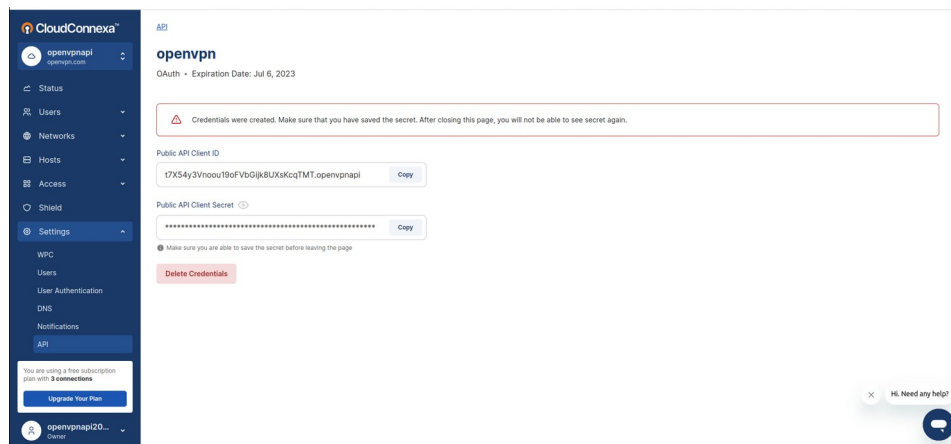 CloudConnexa™
openvpnapi
openvpn.com
Status
Users
Networks
Hosts
Access
Shield
Settings
WPC
Users
User Authentication
DNS
Notifications
API
You are using a free subscription
plan with 3 connections
Upgrade Your Plan
openvpnapi20...
Owner
API
openvpn
OAuth • Expiration Date: Jul 6, 2023
Credentials were created. Make sure that you have saved the secret. After closing this page, you will not be able to see secret again.
Public API Client ID
t7X54y3Vnoou19oFVbGijk8UXsKcqTMT.openvpnapi
Copy
Public API Client Secret
****************************************************
Copy
Make sure you are able to save the secret before leaving the page
Delete Credentials
Hi. Need any help?